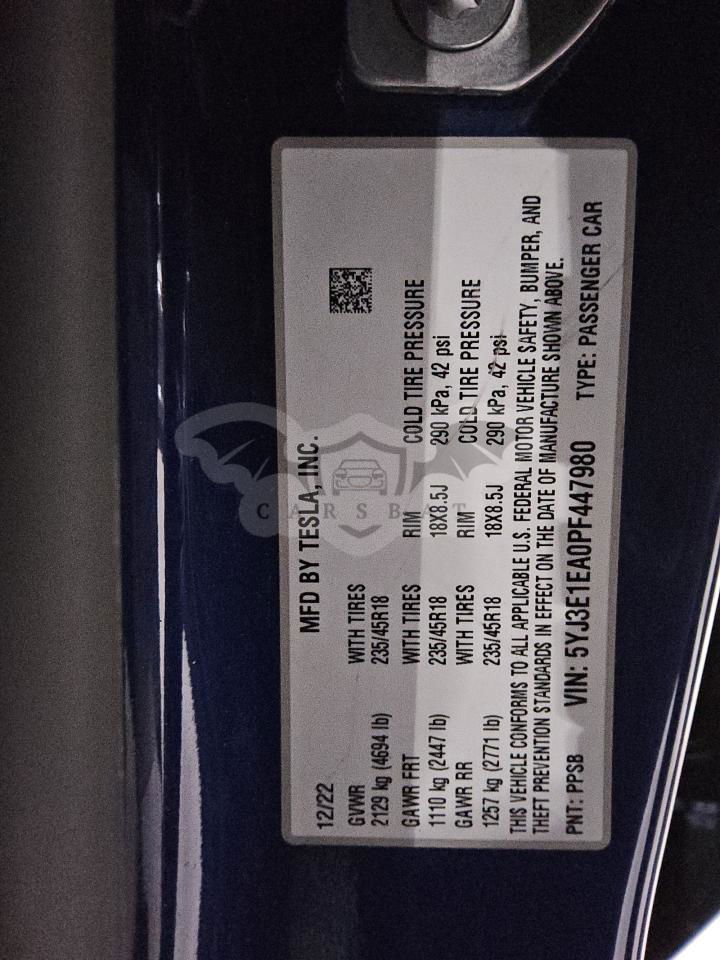 12/22 MFD BY TESLA, INC.
GVWR WITH TIRES
2129 kg (4694 lb) 235/45R18
GAWR FRT WITH TIRES RIM COLD TIRE PRESSURE
1110 kg (2447 lb) 235/45R18 18X8.5J 290 kPa, 42 psi
GAWR RR WITH TIRES RIM COLD TIRE PRESSURE
1257 kg (2771 lb) 235/45R18 18X8.5J 290 kPa, 42 psi
THIS VEHICLE CONFORMS TO ALL APPLICABLE U.S. FEDERAL MOTOR VEHICLE SAFETY, BUMPER, AND
THEFT PREVENTION STANDARDS IN EFFECT ON THE DATE OF MANUFACTURE SHOWN ABOVE.
PNT: PPSB VIN: 5YJ3E1EA0PF447980 TYPE: PASSENGER CAR
CARSBAT